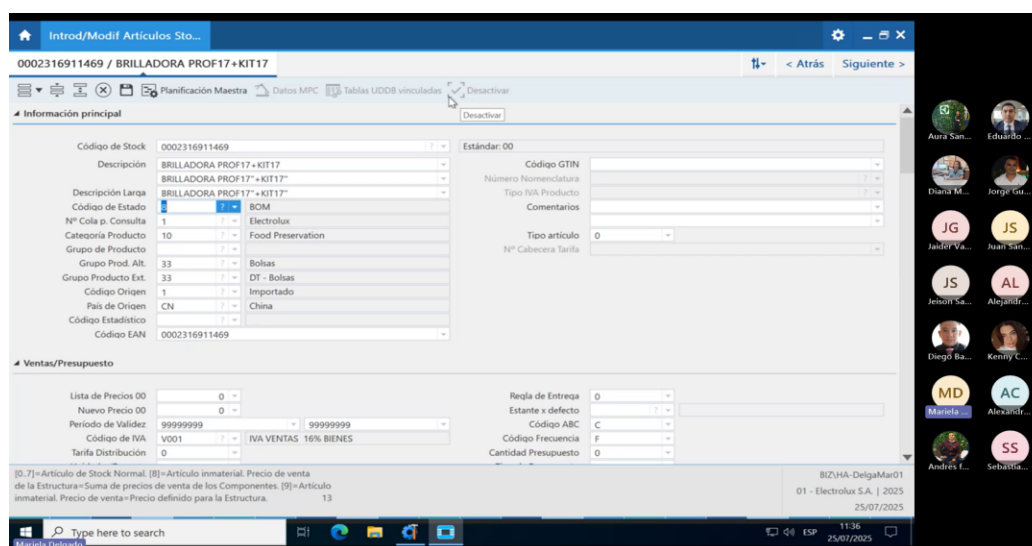 Introd/Modif Artículos Sto...
0002316911469 / BRILLADORA PROF17+KIT17
< Atrás Siguiente >
Planificación Maestra Datos MPC Tablas UDDB vinculadas Desactivar
Desactivar
Información principal
Código de Stock 0002316911469 ? Estándar: 00
Descripción BRILLADORA PROF17+KIT17 Código GTIN
BRILLADORA PROF17"+KIT17" Número Nomenclatura ?
Descripción Larga BRILLADORA PROF17"+KIT17" Tipo IVA Producto ?
Código de Estado 8 ? BOM Comentarios
Nº Cola p. Consulta 1 ? Electrolux
Categoría Producto 10 ? Food Preservation Tipo artículo 0
Grupo de Producto ? Nº Cabecera Tarifa
Grupo Prod. Alt. 33 ? Bolsas
Grupo Producto Ext. 33 ? DT - Bolsas
Código Origen 1 ? Importado
País de Origen CN ? China
Código Estadístico ?
Código EAN 0002316911469
Ventas/Presupuesto
Lista de Precios 00 0 Regla de Entrega 0
Nuevo Precio 00 0 Estante x defecto ?
Período de Validez 99999999 99999999 Código ABC C
Código de IVA V001 ? IVA VENTAS 16% BIENES Código Frecuencia F
Tarifa Distribución 0 Cantidad Presupuesto 0
[0..7]=Artículo de Stock Normal. [8]=Artículo inmaterial. Precio de venta
de la Estructura=Suma de precios de venta de los Componentes. [9]=Artículo
inmaterial. Precio de venta=Precio definido para la Estructura. 13
BIZ\HA-DelgaMar01
01 - Electrolux S.A. | 2025
25/07/2025
Type here to search
ESP
11:36
25/07/2025
Mariela Delgado
Aura San... Eduardo ...
Diana M... Jorge Gu...
JG JS
Jaider Va... Juan San...
JS AL
Jeison Sa... Alejandr...
Diego Ba... Kenny C...
MD AC
Mariela ... Alexandr...
SS
Andrés f... Sebastia...